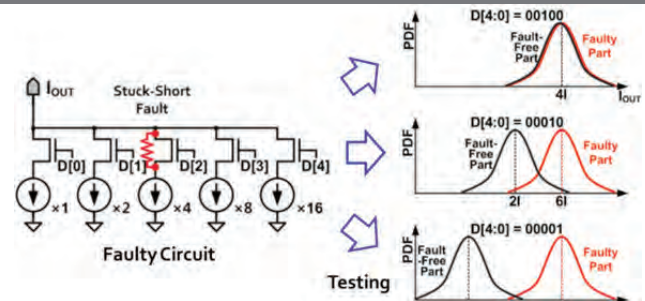 I_OUT
Stuck-Short
Fault
D[0]
D[1]
D[2]
D[3]
D[4]
×1
×2
×4
×8
×16
Faulty Circuit
Testing
D[4:0] = 00100
PDF
Fault-
Free
Part
Faulty
Part
4I
I_OUT
D[4:0] = 00010
PDF
Fault-
Free
Part
Faulty
Part
2I
6I
D[4:0] = 00001
PDF
Fault
-Free
Part
Faulty
Part